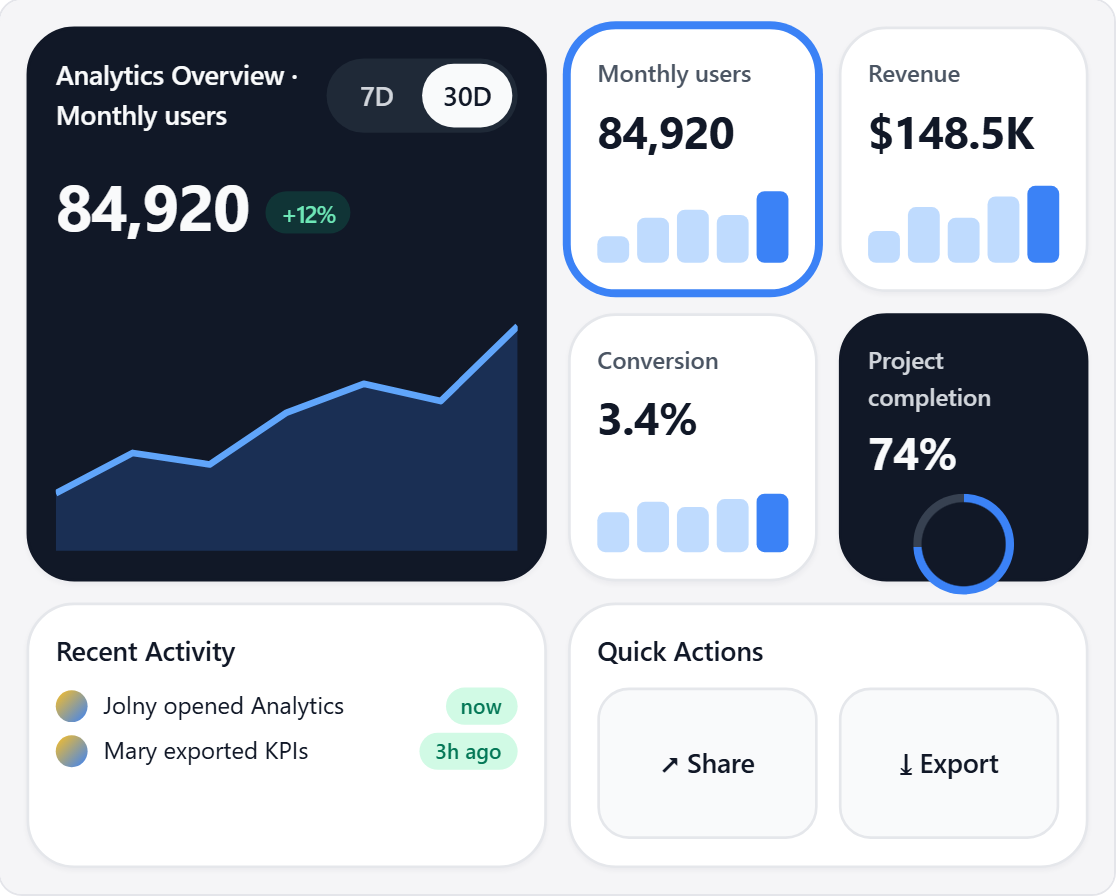 Analytics Overview ·
Monthly users
7D
30D
84,920
+12%
Monthly users
84,920
Revenue
$148.5K
Conversion
3.4%
Project
completion
74%
Recent Activity
Jolny opened Analytics
now
Mary exported KPIs
3h ago
Quick Actions
↗ Share
⤓ Export